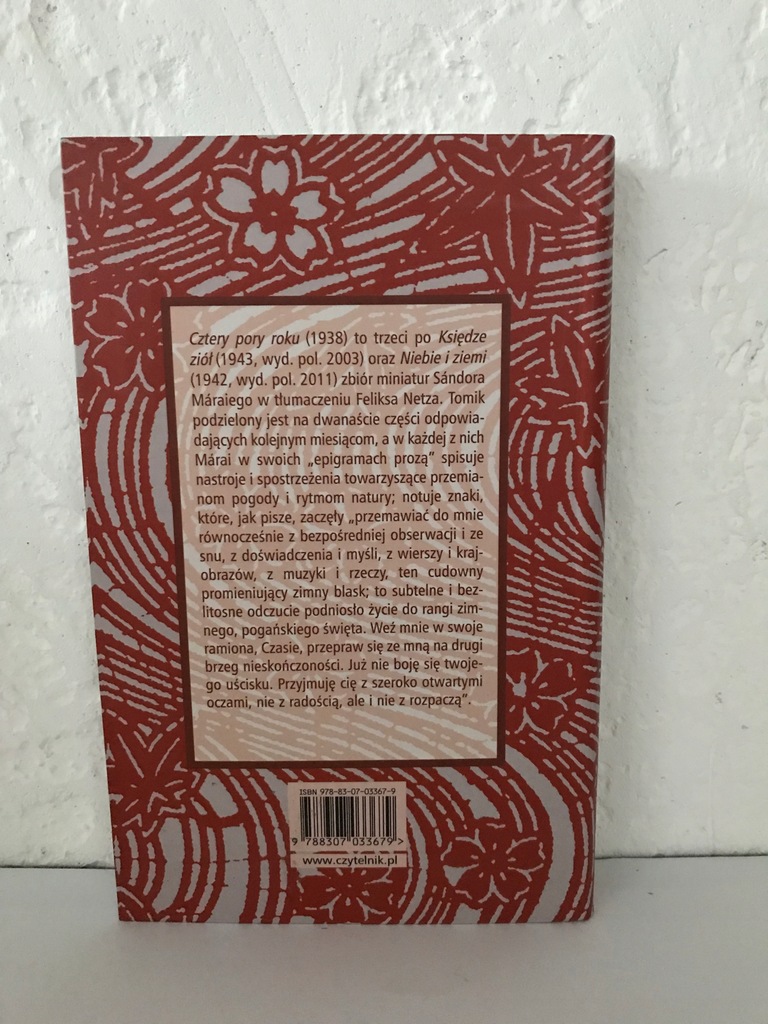 Cztery pory roku (1938) to trzeci po Księdze
ziół (1943, wyd. pol. 2003) oraz Niebie i ziemi
(1942, wyd. pol. 2011) zbiór miniatur Sándora
Máraiego w tłumaczeniu Feliksa Netza. Tomik
podzielony jest na dwanaście części odpowia-
dających kolejnym miesiącom, a w każdej z nich
Márai w swoich „epigramach prozą” spisuje
nastroje i spostrzeżenia towarzyszące przemia-
nom pogody i rytmom natury; notuje znaki,
które, jak pisze, zaczęły „przemawiać do mnie
równocześnie z bezpośredniej obserwacji i ze
snu, z doświadczenia i myśli, z wierszy i kraj-
obrazów, z muzyki i rzeczy, ten cudowny
promieniujący zimny blask; to subtelne i bez-
litosne odczucie podniosło życie do rangi zim-
nego, pogańskiego święta. Weź mnie w swoje
ramiona, Czasie, przepraw się ze mną na drugi
brzeg nieskończoności. Już nie boję się twoje-
go uścisku. Przyjmuję cię z szeroko otwartymi
oczami, nie z radością, ale i nie z rozpaczą”.
ISBN 978-83-07-03367-9
9 788307 033679 >
www.czytelnik.pl